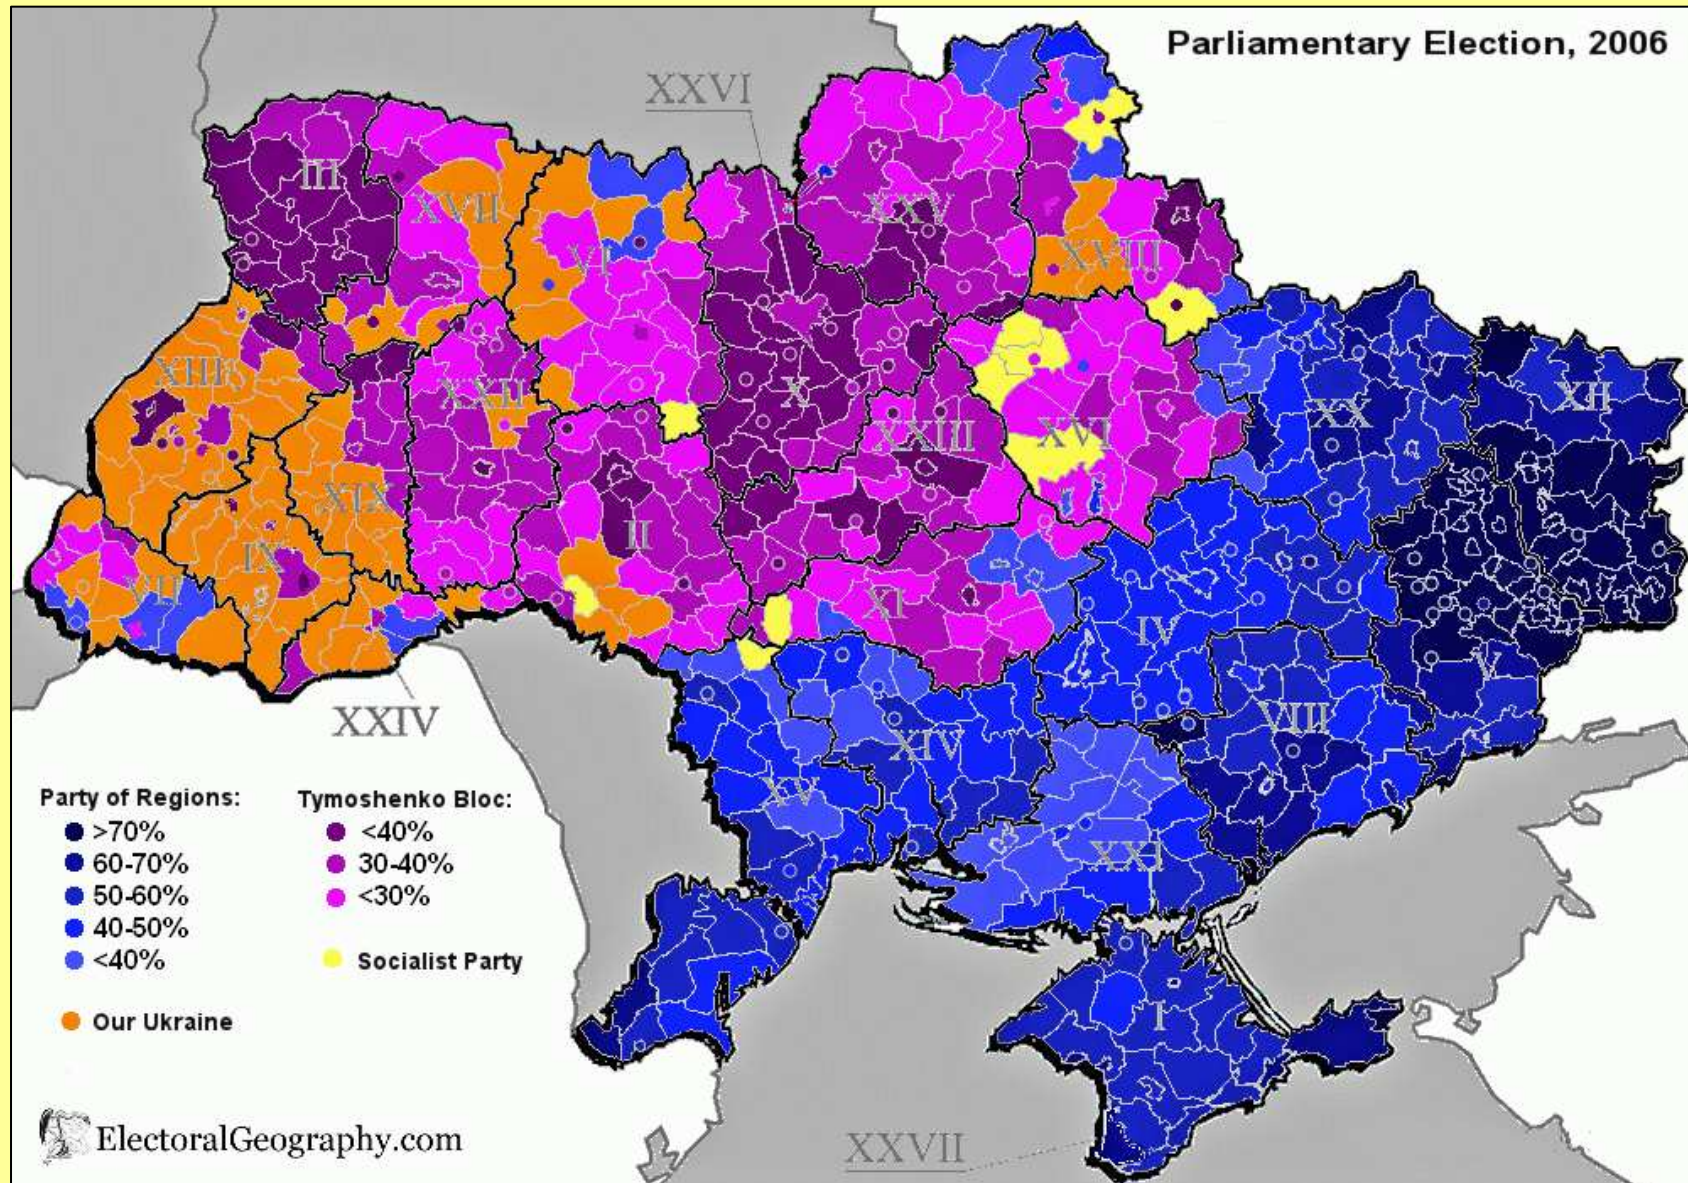 Parliamentary Election, 2006
XXVI
III
XVII
VI
XXV
XVIII
XIII
XXII
X
XXIII
XVI
XX
XII
XIX
IX
II
VII
XI
IV
V
XXIV
VIII
XIV
XV
XXI
I
XXVII
Party of Regions:
>70%
60-70%
50-60%
40-50%
<40%
Our Ukraine
Tymoshenko Bloc:
<40%
30-40%
<30%
Socialist Party
ElectoralGeography.com